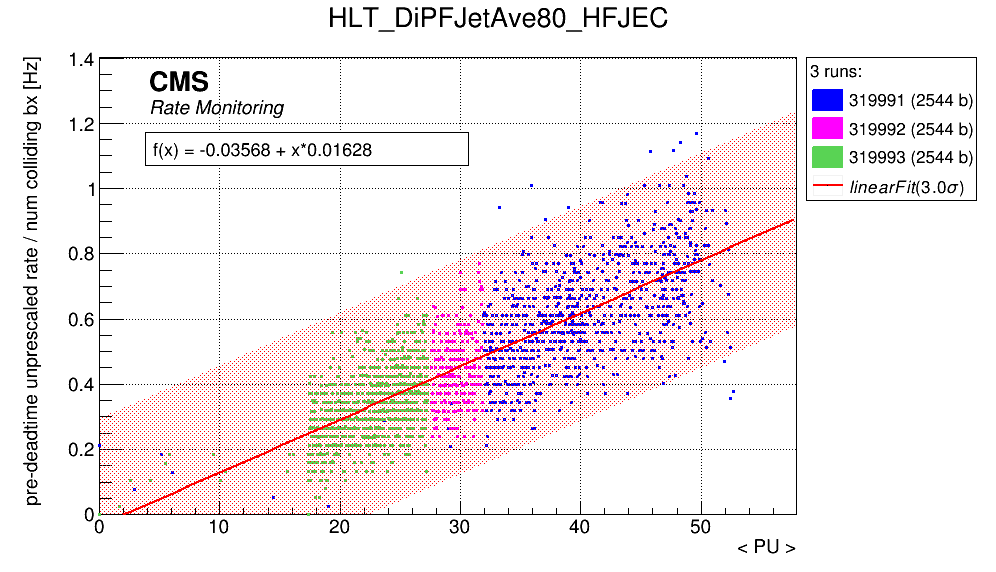 HLT_DiPFJetAve80_HFJEC
pre-deadtime unprescaled rate / num colliding bx [Hz]
1.4
1.2
1
0.8
0.6
0.4
0.2
0
CMS
Rate Monitoring
f(x) = -0.03568 + x*0.01628
0 10 20 30 40 50
< PU >
3 runs:
319991 (2544 b)
319992 (2544 b)
319993 (2544 b)
linearFit(3.0σ)